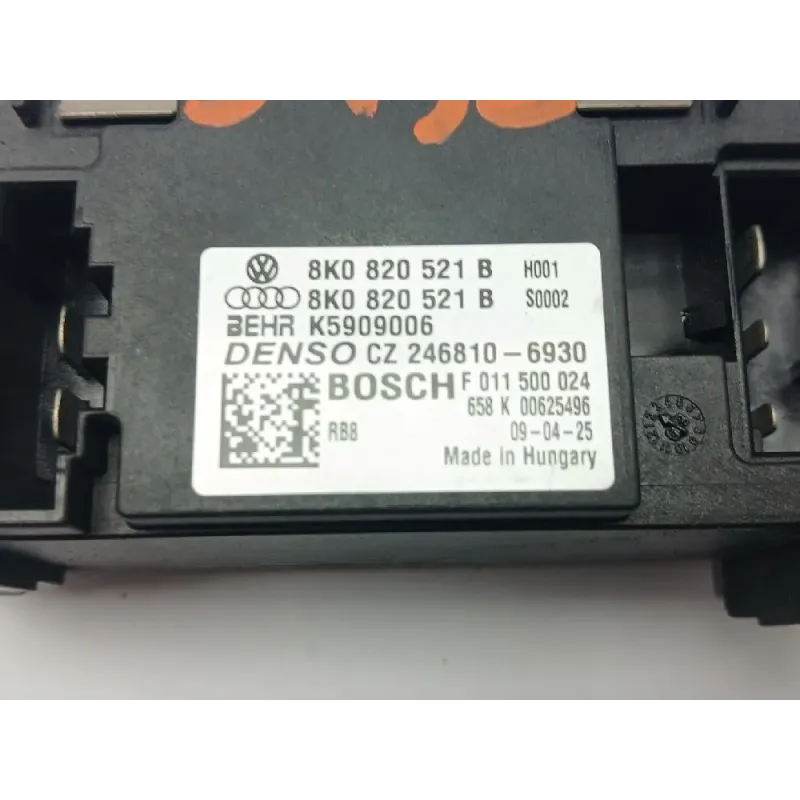 8K0 820 521 B H001
8K0 820 521 B S0002
BEHR K5909006
DENSO CZ 246810-6930
BOSCH F 011 500 024
658 K 00625496
RB8 09-04-25
Made in Hungary